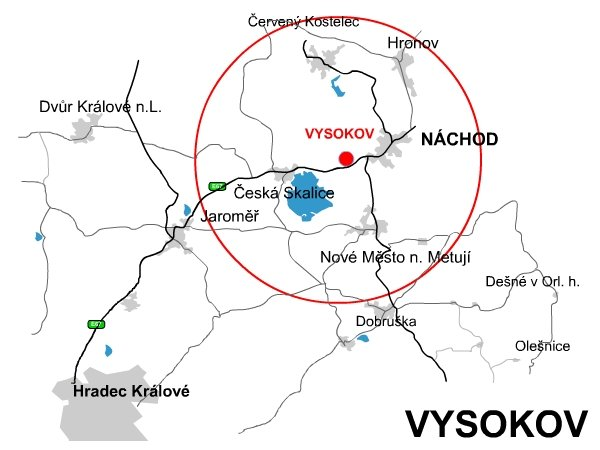 Červený Kostelec
Hronov
Dvůr Králové n.L.
VYSOKOV
NÁCHOD
E67
Česká Skalice
Jaroměř
Nové Město n. Metují
Dešné v Orl. h.
E67
Dobruška
Olešnice
Hradec Králové
VYSOKOV